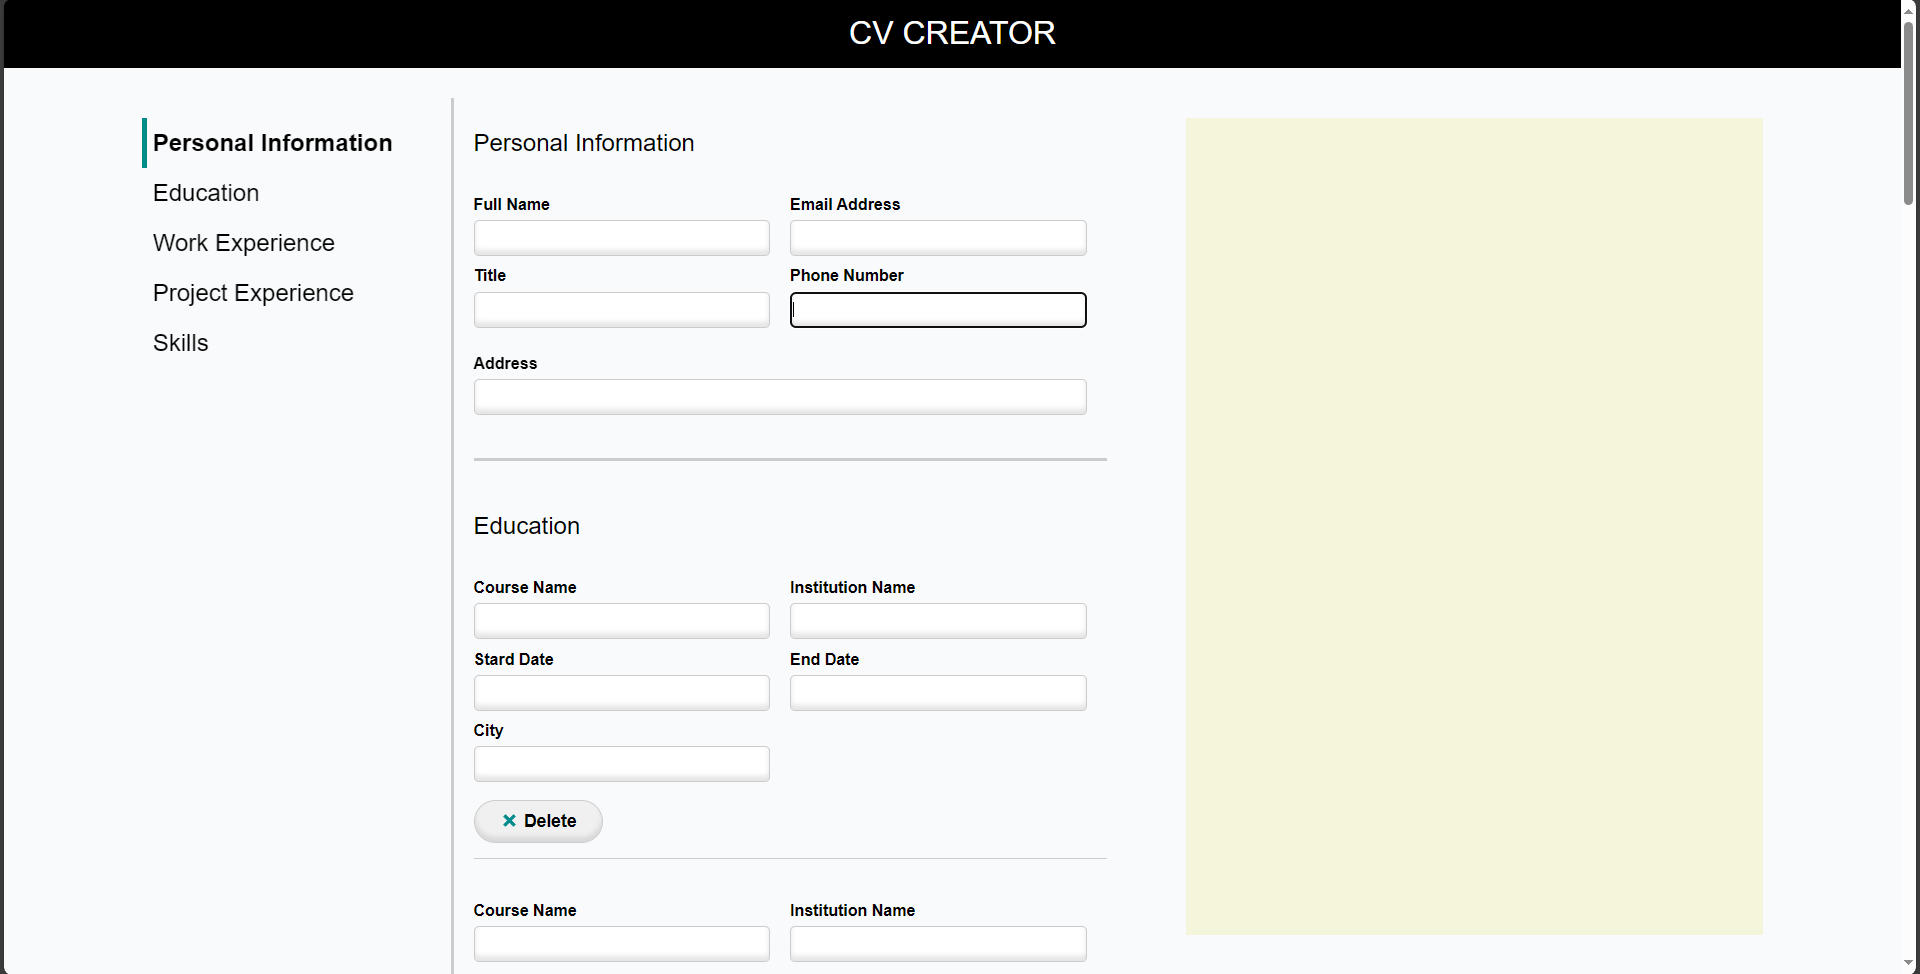 CV CREATOR
Personal Information
Education
Work Experience
Project Experience
Skills
Personal Information
Full Name
Email Address
Title
Phone Number
Address
Education
Course Name
Institution Name
Stard Date
End Date
City
Delete
Course Name
Institution Name